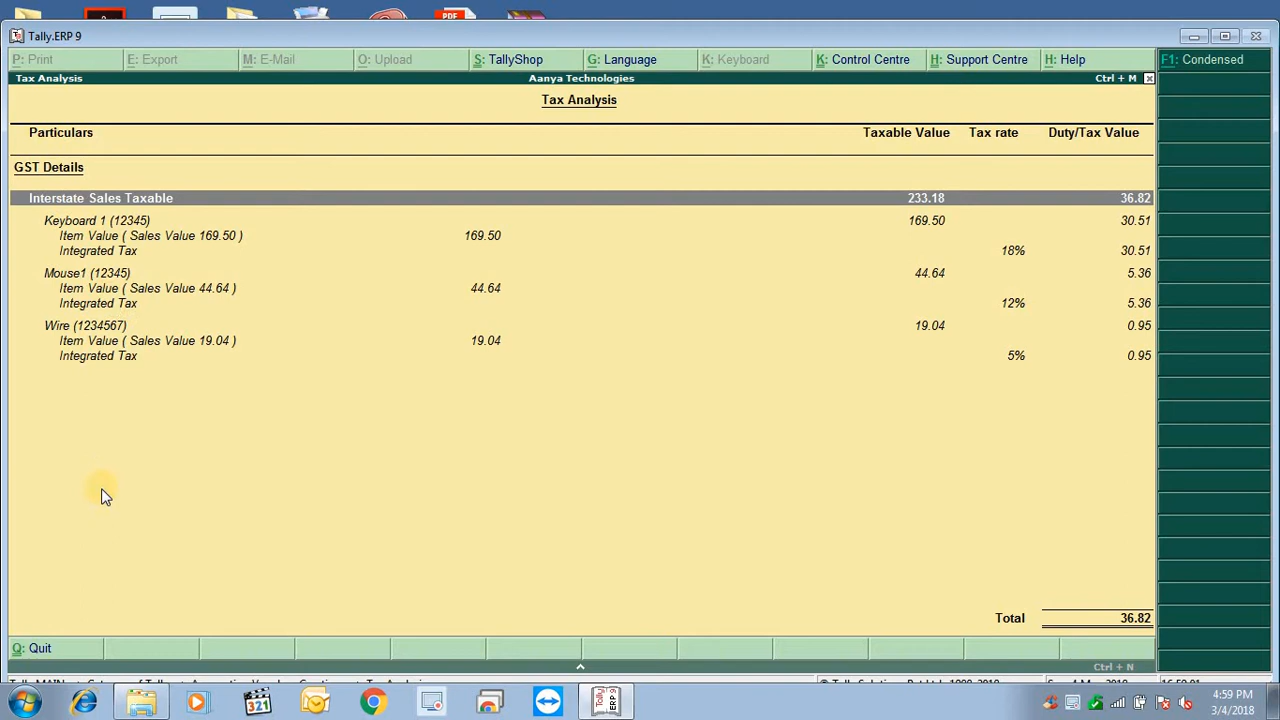 PDF
Tally.ERP 9
P: Print E: Export M: E-Mail O: Upload S: TallyShop G: Language K: Keyboard K: Control Centre H: Support Centre H: Help F1: Condensed
Tax Analysis Aanya Technologies Ctrl + M
Tax Analysis
Particulars Taxable Value Tax rate Duty/Tax Value
GST Details
Interstate Sales Taxable 233.18 36.82
Keyboard 1 (12345) 169.50 30.51
Item Value ( Sales Value 169.50 ) 169.50
Integrated Tax 18% 30.51
Mouse1 (12345) 44.64 5.36
Item Value ( Sales Value 44.64 ) 44.64
Integrated Tax 12% 5.36
Wire (1234567) 19.04 0.95
Item Value ( Sales Value 19.04 ) 19.04
Integrated Tax 5% 0.95
Total 36.82
Q: Quit
Ctrl + N
321
Tally ERP 9
4:59 PM
3/4/2018